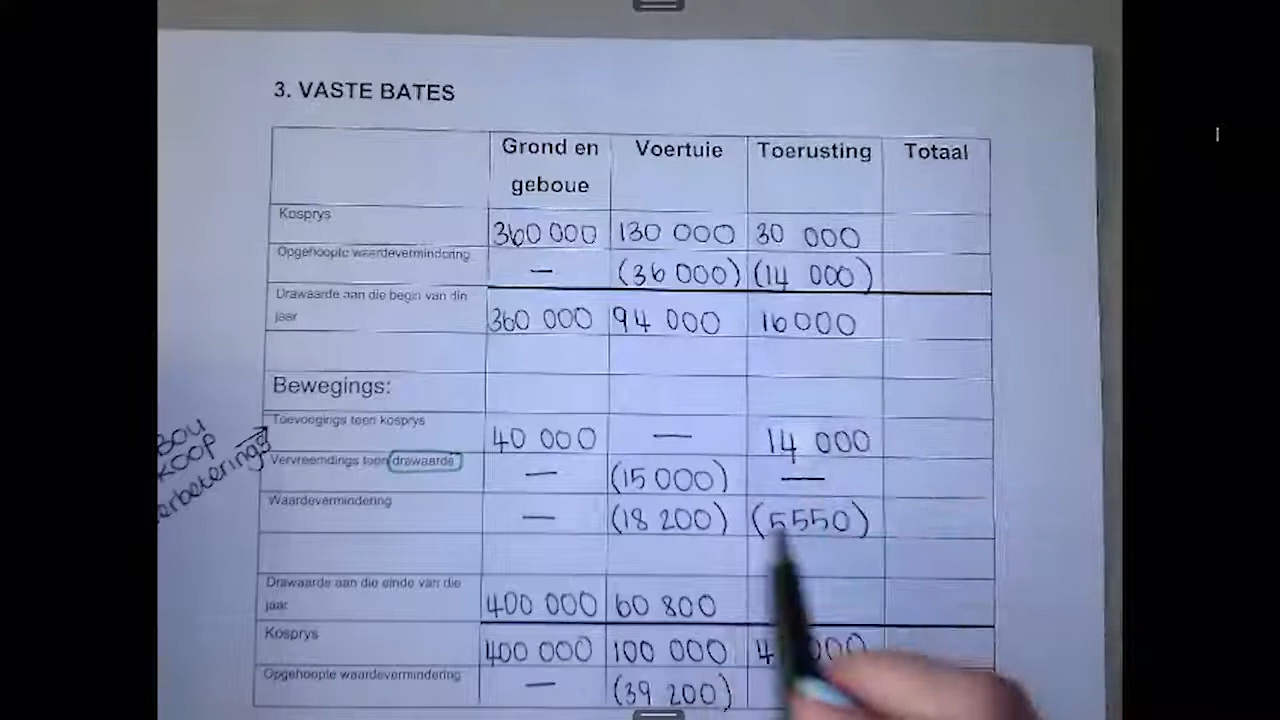 3. VASTE BATES
Grond en geboue Voertuie Toerusting Totaal
Kosprys 360 000 130 000 30 000
Opgehoopte waardevermindering — (36 000) (14 000)
Drawaarde aan die begin van din jaar 360 000 94 000 16000
Bewegings:
Toevoegings teen kosprys 40 000 — 14 000
Vervreemdings teen drawaarde — (15 000) —
Waardevermindering — (18 200) (5550)
Drawaarde aan die einde van die jaar 400 000 60 800
Kosprys 400 000 100 000
Opgehoopte waardevermindering — (39 200)
BOU
KOOP